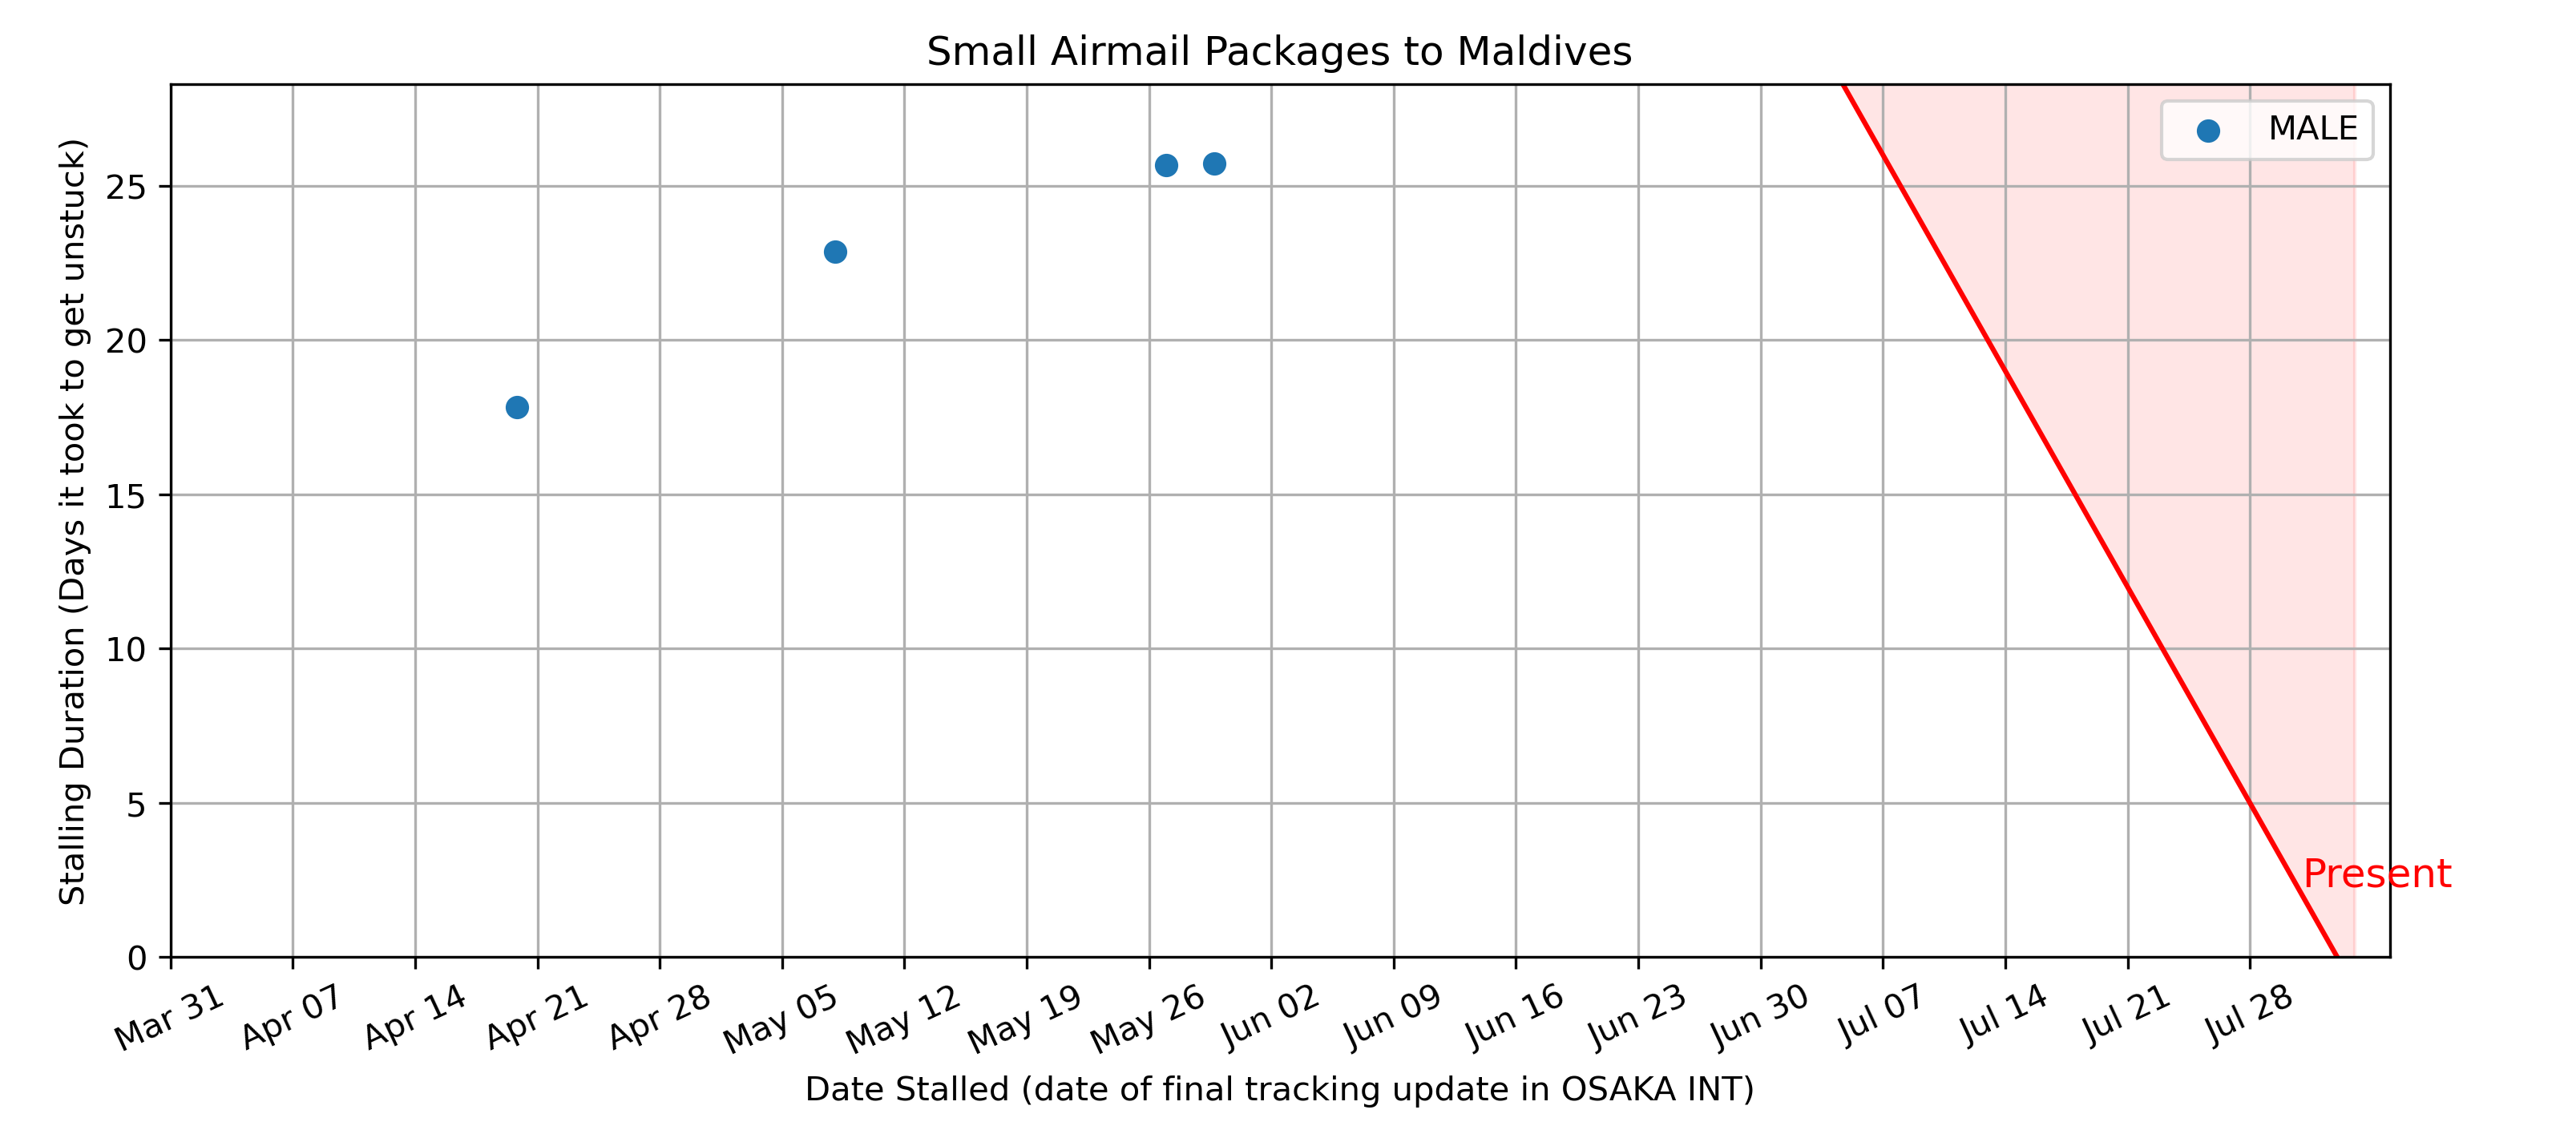 Small Airmail Packages to Maldives
MALE
Stalling Duration (Days it took to get unstuck)
25
20
15
10
5
0
Present
Mar 31
Apr 07
Apr 14
Apr 21
Apr 28
May 05
May 12
May 19
May 26
Jun 02
Jun 09
Jun 16
Jun 23
Jun 30
Jul 07
Jul 14
Jul 21
Jul 28
Date Stalled (date of final tracking update in OSAKA INT)